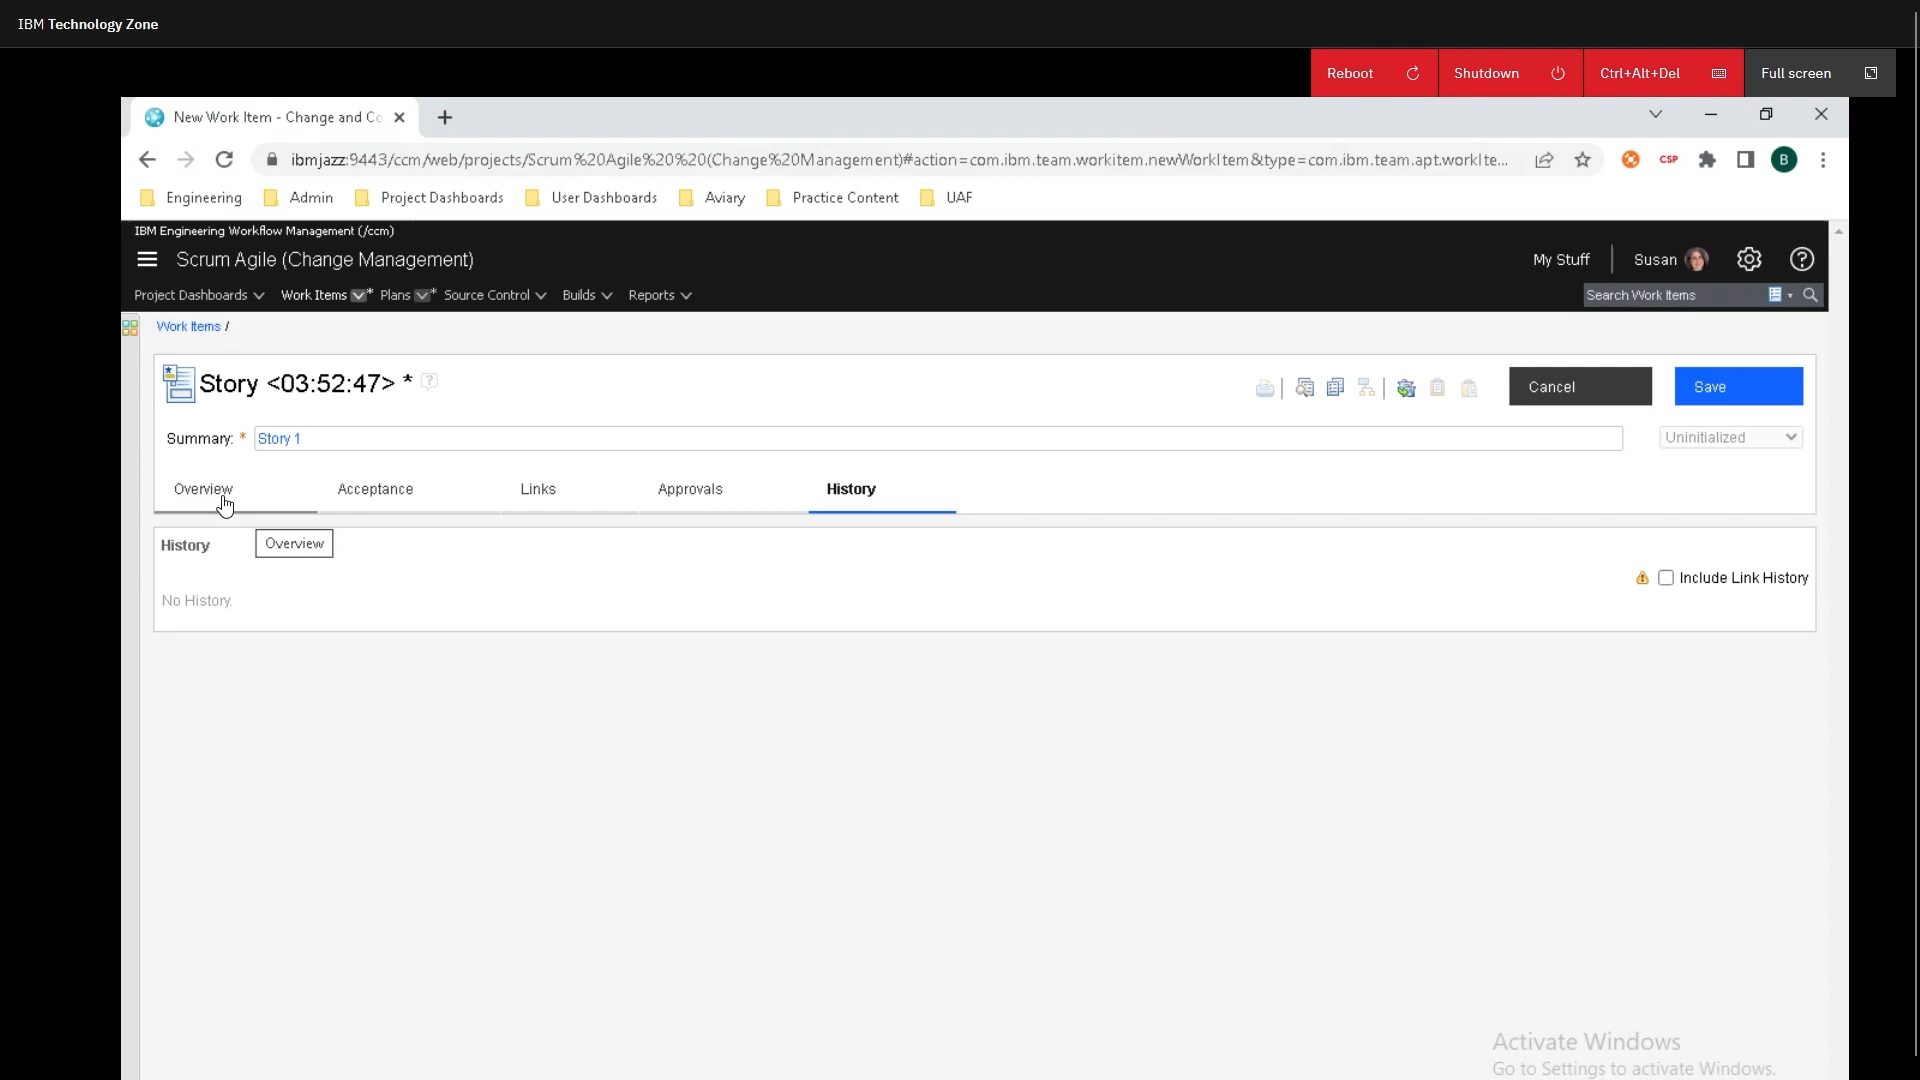 IBM Technology Zone
Reboot Shutdown Ctrl+Alt+Del Full screen
New Work Item - Change and Co
ibmjazz:9443/ccm/web/projects/Scrum%20Agile%20%20(Change%20Management)#action=com.ibm.team.workitem.newWorkItem&type=com.ibm.team.apt.workIte... CSP B
Engineering Admin Project Dashboards User Dashboards Aviary Practice Content UAF
IBM Engineering Workflow Management (/ccm)
Scrum Agile (Change Management) My Stuff Susan
Project Dashboards Work Items * Plans * Source Control Builds Reports Search Work Items
Work Items /
Story <03:52:47> * ? Cancel Save
Summary: * Story 1 Uninitialized
Overview Acceptance Links Approvals History
History Overview
Include Link History
No History.
Activate Windows
Go to Settings to activate Windows.